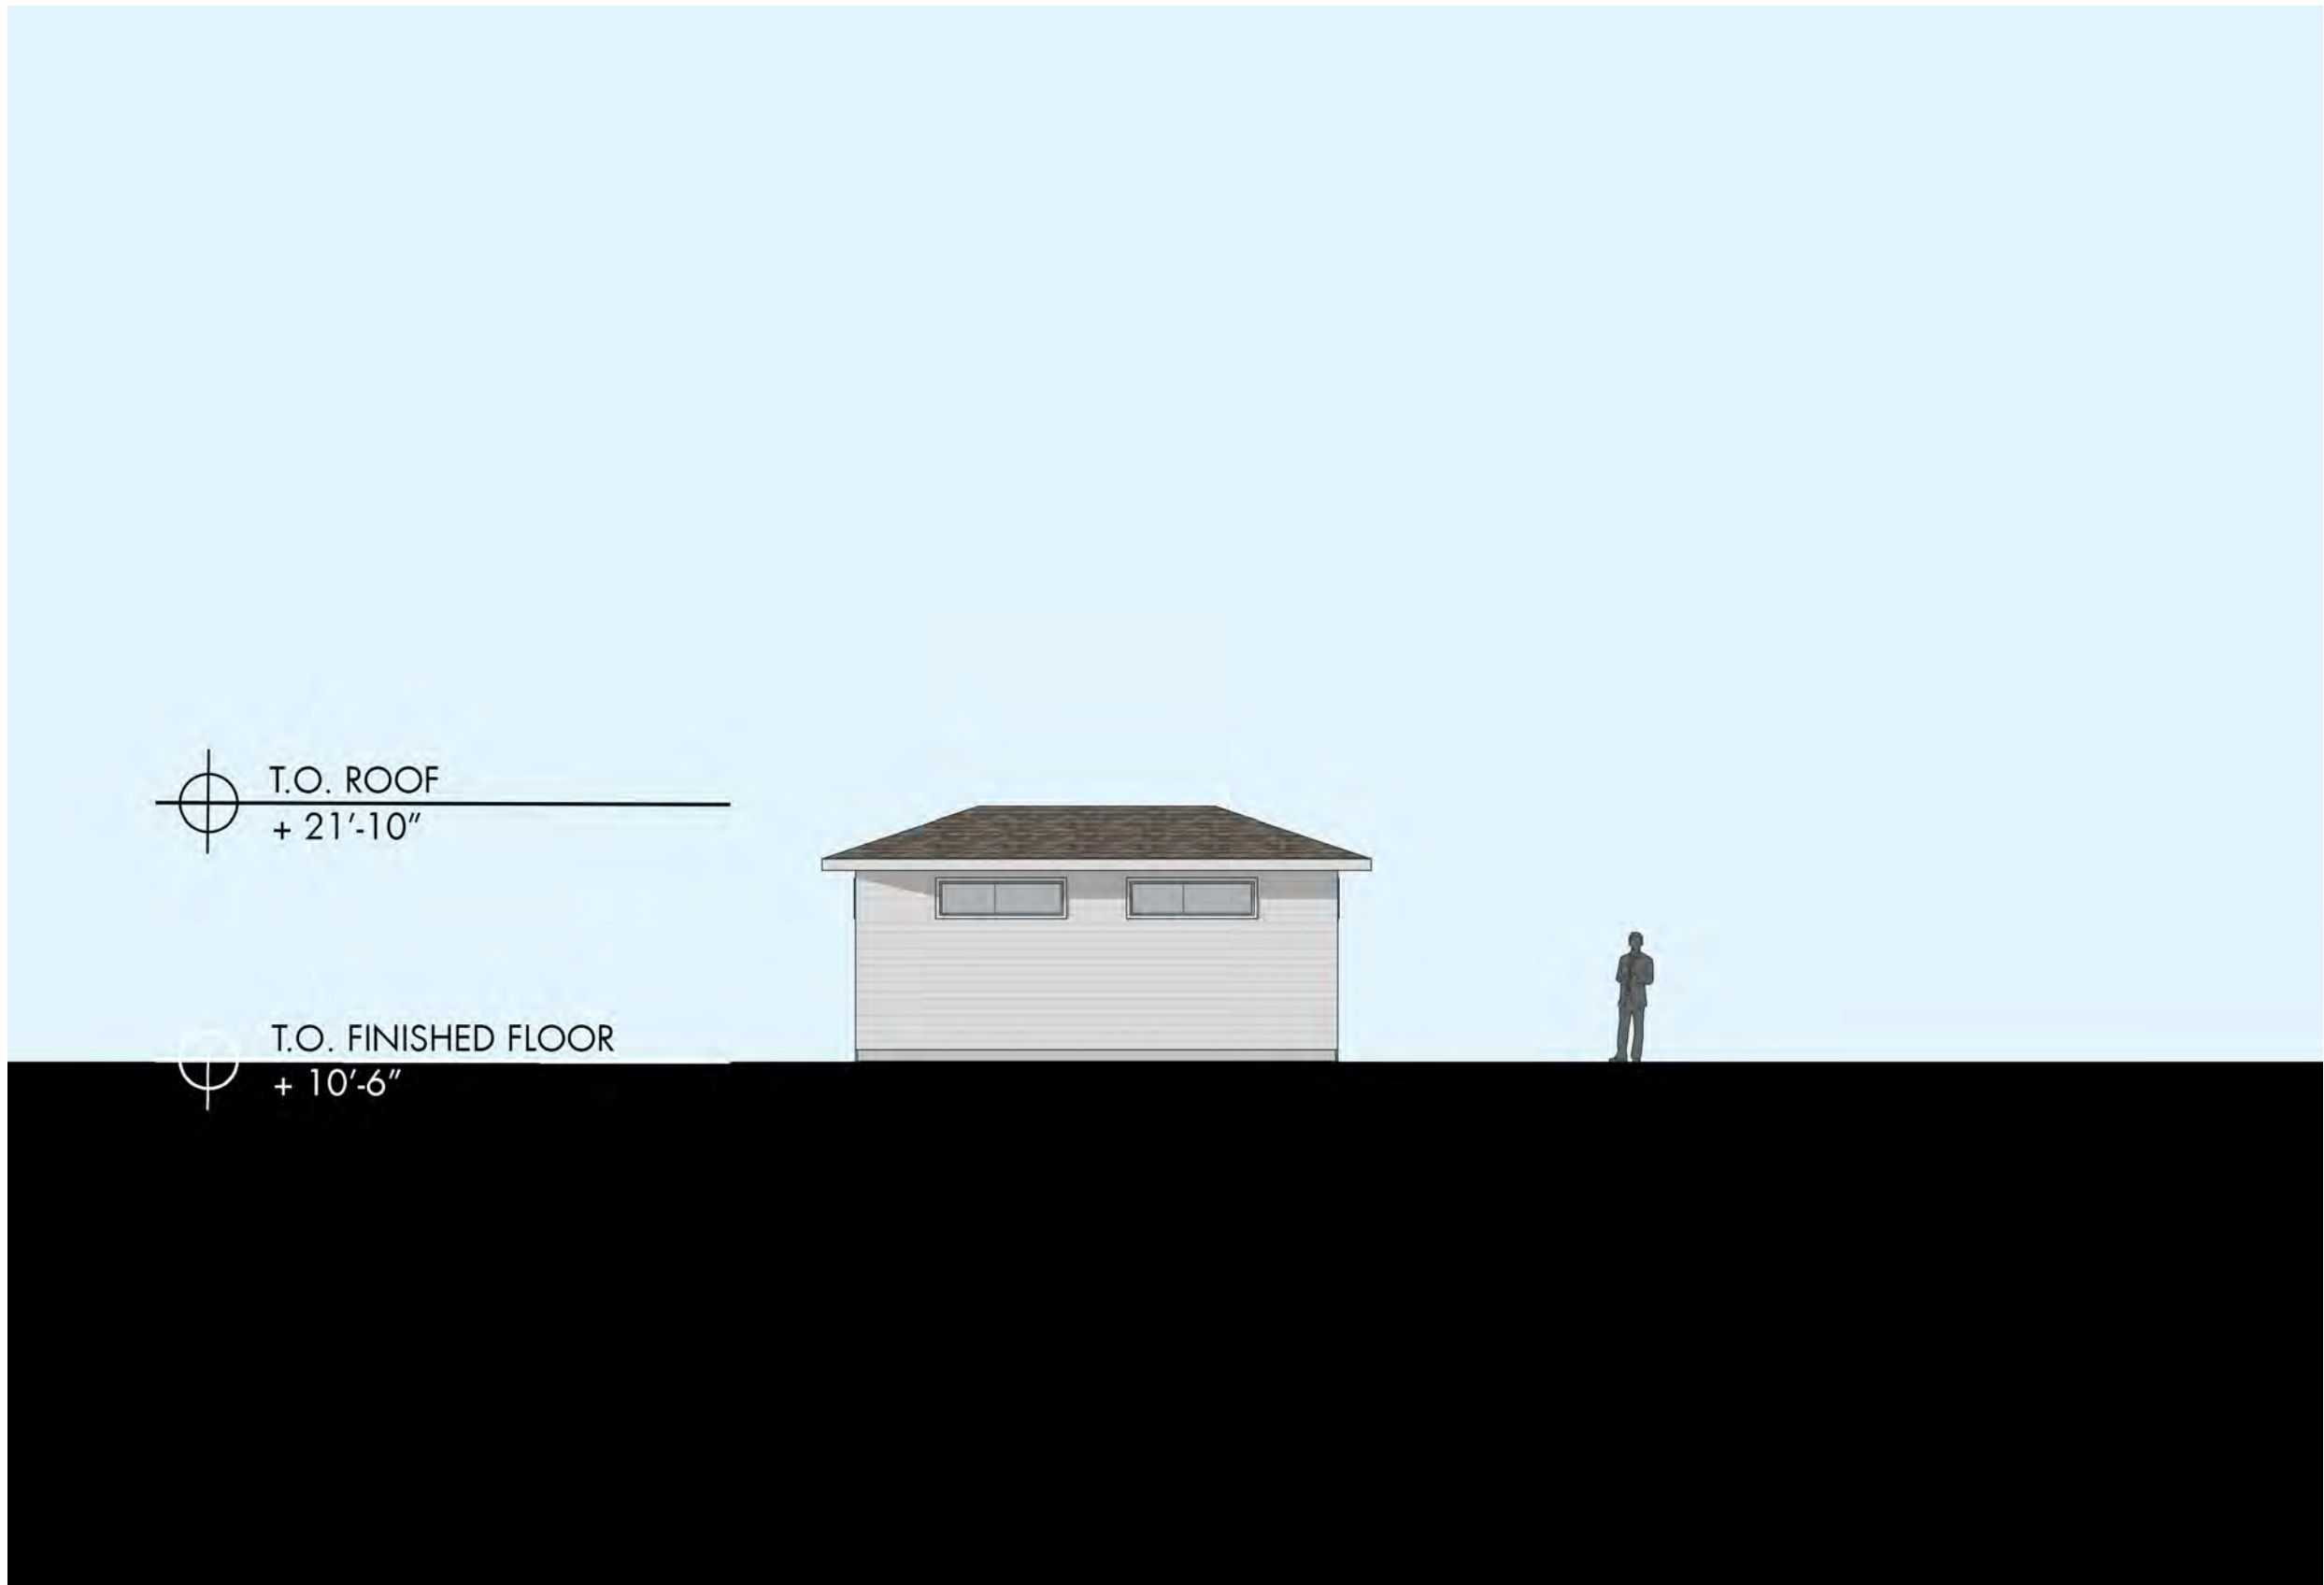 T.O. ROOF
+ 21'-10"
T.O. FINISHED FLOOR
+ 10'-6"